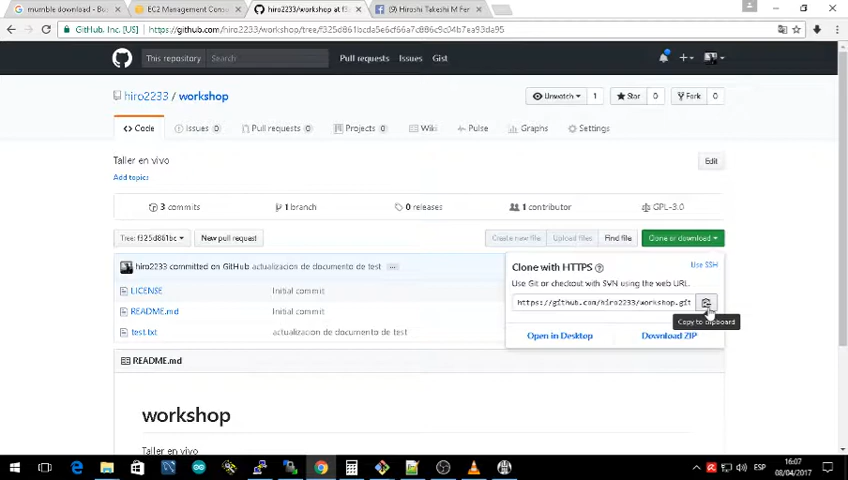 mumble download - Bu
EC2 Management Cons
hiro2233/workshop at f3
(9) Hiroshi Takeshi M Fer
GitHub, Inc. [US]
https://github.com/hiro2233/workshop/tree/
This repository
Search
Pull requests
Issues
Gist
hiro2233 / workshop
Unwatch
1
Star
0
Fork
0
Code
Issues
0
Pull requests
0
Projects
0
Wiki
Pulse
Graphs
Settings
Taller en vivo
Edit
Add topics
3 commits
1 branch
0 releases
1 contributor
GPL-3.0
Tree: f325d861bc
New pull request
Create new file
Upload files
Find file
Clone or download
hiro2233 committed on GitHub actualizacion de documento de test
Clone with HTTPS
Use SSH
Use Git or checkout with SVN using the web URL.
https://github.com/hiro2233/workshop.git
Copy to clipboard
Open in Desktop
Download ZIP
LICENSE
Initial commit
README.md
Initial commit
test.txt
actualizacion de documento de test
README.md
workshop
Taller en vivo
ESP
16:07
08/04/2017